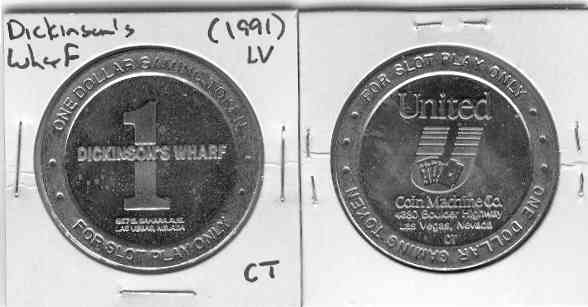 Dickinson's (1991)
Wharf LV
ONE DOLLAR GAMING TOKEN
1
DICKINSON'S WHARF
LAS VEGAS, NEVADA
FOR SLOT PLAY ONLY
CT
FOR SLOT PLAY ONLY
United
Coin Machine Co.
4380 Boulder Highway
Las Vegas, Nevada
CT
ONE DOLLAR GAMING TOKEN